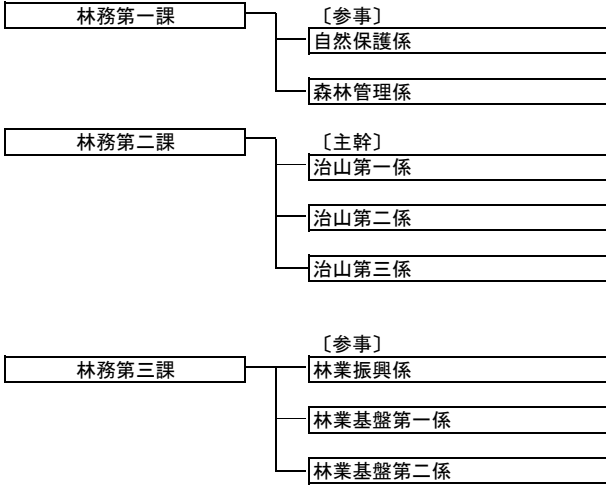 林務第一課
〔参事〕
自然保護係
森林管理係
林務第二課
〔主幹〕
治山第一係
治山第二係
治山第三係
〔参事〕
林務第三課
林業振興係
林業基盤第一係
林業基盤第二係